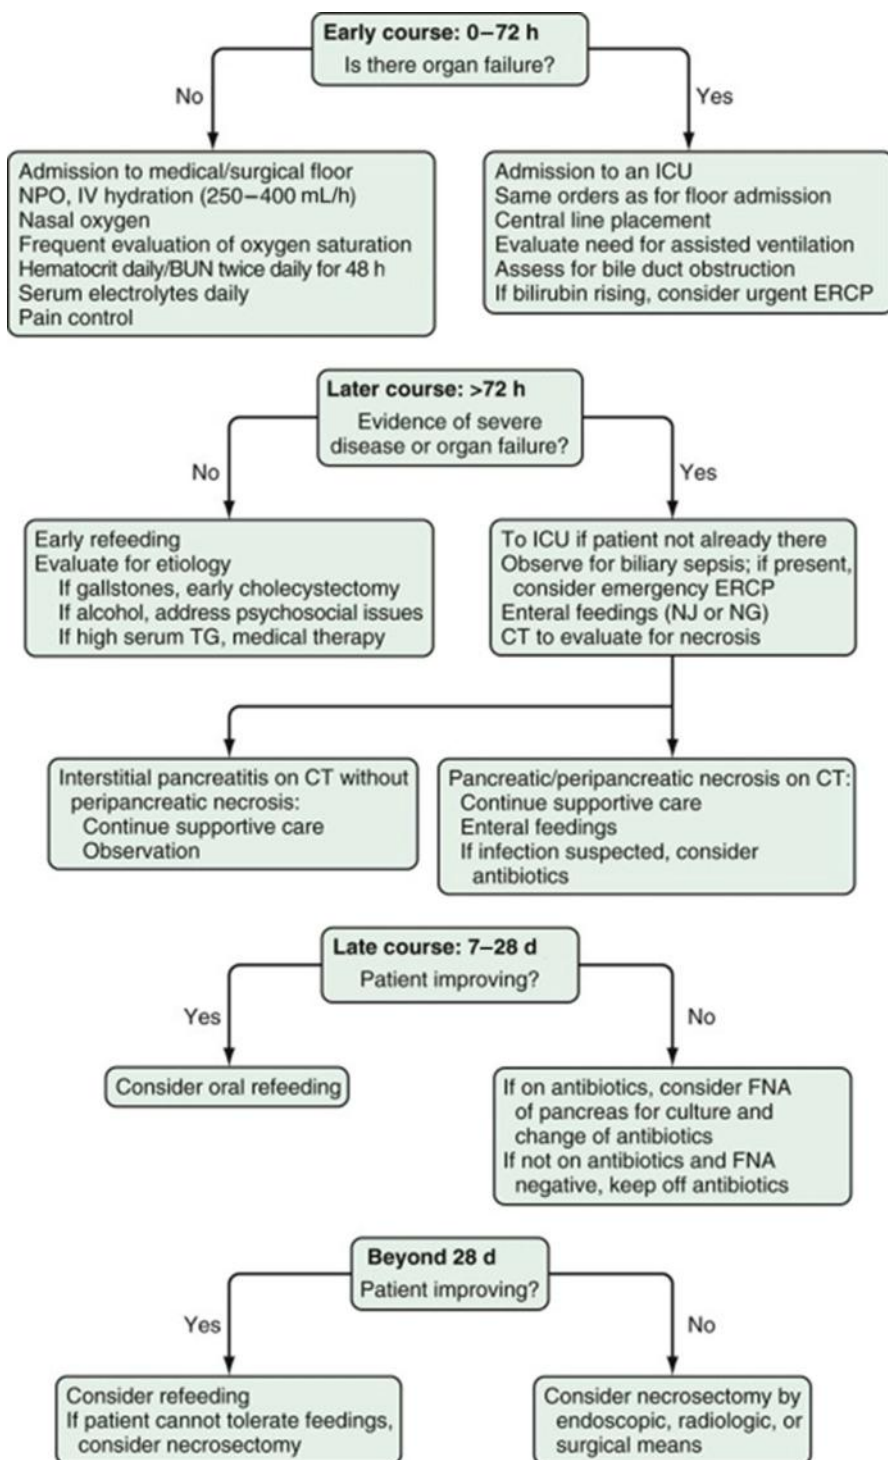 Early course: 0–72 h
Is there organ failure?
No
Yes
Admission to medical/surgical floor
NPO, IV hydration (250–400 mL/h)
Nasal oxygen
Frequent evaluation of oxygen saturation
Hematocrit daily/BUN twice daily for 48 h
Serum electrolytes daily
Pain control
Admission to an ICU
Same orders as for floor admission
Central line placement
Evaluate need for assisted ventilation
Assess for bile duct obstruction
If bilirubin rising, consider urgent ERCP
Later course: >72 h
Evidence of severe
disease or organ failure?
No
Yes
Early refeeding
Evaluate for etiology
If gallstones, early cholecystectomy
If alcohol, address psychosocial issues
If high serum TG, medical therapy
To ICU if patient not already there
Observe for biliary sepsis; if present,
consider emergency ERCP
Enteral feedings (NJ or NG)
CT to evaluate for necrosis
Interstitial pancreatitis on CT without
peripancreatic necrosis:
Continue supportive care
Observation
Pancreatic/peripancreatic necrosis on CT:
Continue supportive care
Enteral feedings
If infection suspected, consider
antibiotics
Late course: 7–28 d
Patient improving?
Yes
No
Consider oral refeeding
If on antibiotics, consider FNA
of pancreas for culture and
change of antibiotics
If not on antibiotics and FNA
negative, keep off antibiotics
Beyond 28 d
Patient improving?
Yes
No
Consider refeeding
If patient cannot tolerate feedings,
consider necrosectomy
Consider necrosectomy by
endoscopic, radiologic, or
surgical means